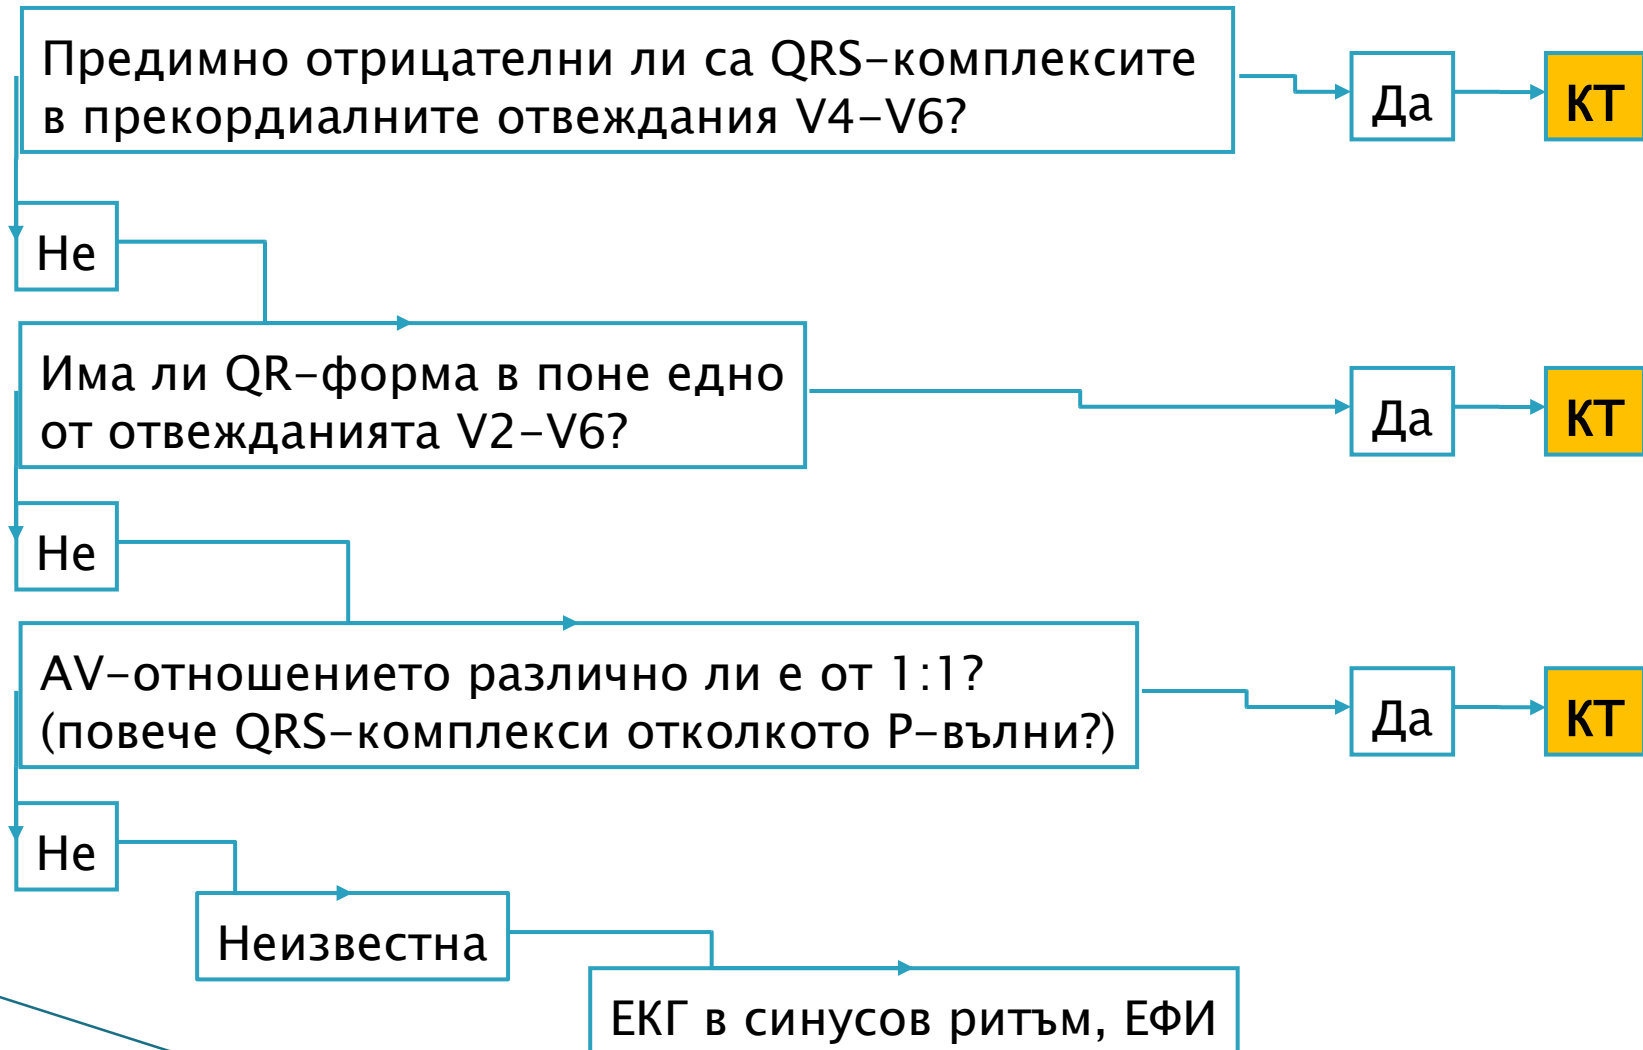 Предимно отрицателни ли са QRS-комплексите
в прекордиалните отвеждания V4-V6?
Да
КТ
Не
Има ли QR-форма в поне едно
от отвежданията V2-V6?
Да
КТ
Не
AV-отношението различно ли е от 1:1?
(повече QRS-комплекси отколкото P-вълни?)
Да
КТ
Не
Неизвестна
ЕКГ в синусов ритъм, ЕФИ